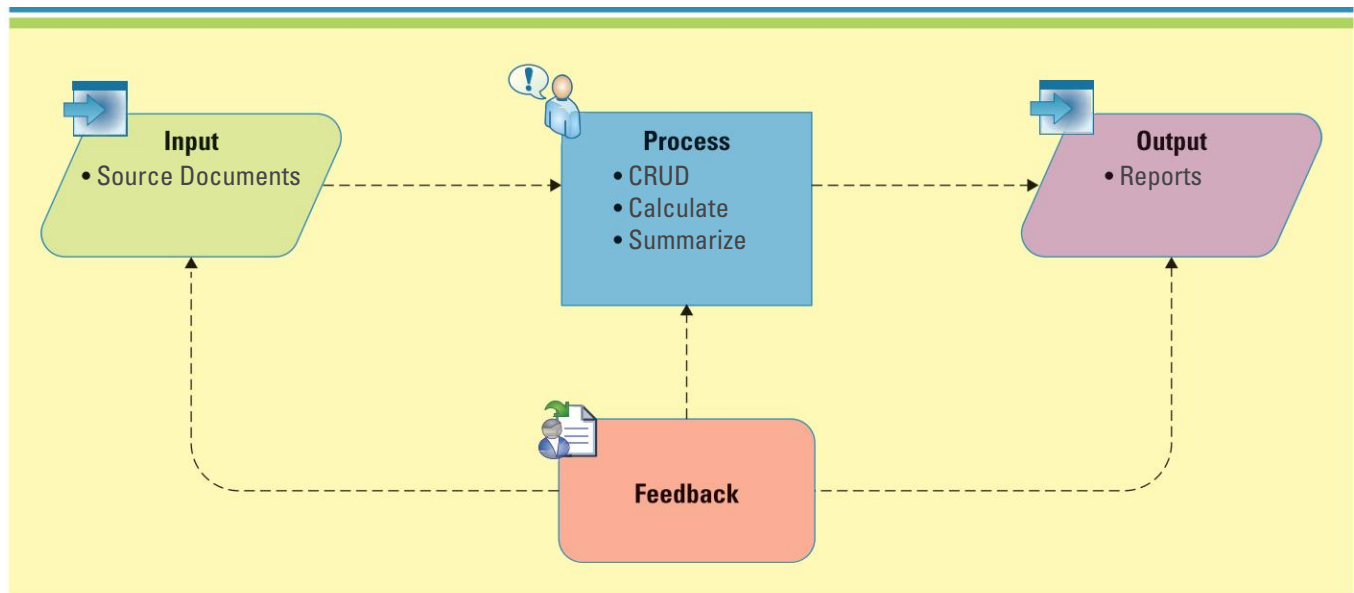 Input
• Source Documents
Process
• CRUD
• Calculate
• Summarize
Output
• Reports
Feedback